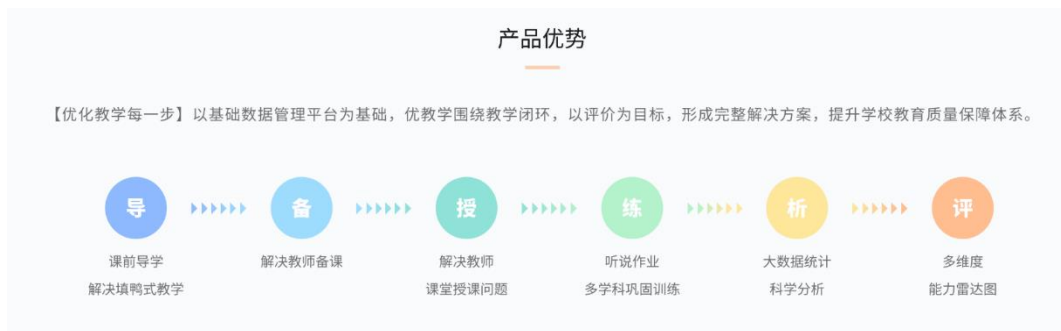 产品优势
【优化教学每一步】以基础数据管理平台为基础，优教学围绕教学闭环，以评价为目标，形成完整解决方案，提升学校教育质量保障体系。
导 备 授 练 析 评
课前导学 解决教师备课 解决教师 听说作业 大数据统计 多维度
解决填鸭式教学 课堂授课问题 多学科巩固训练 科学分析 能力雷达图